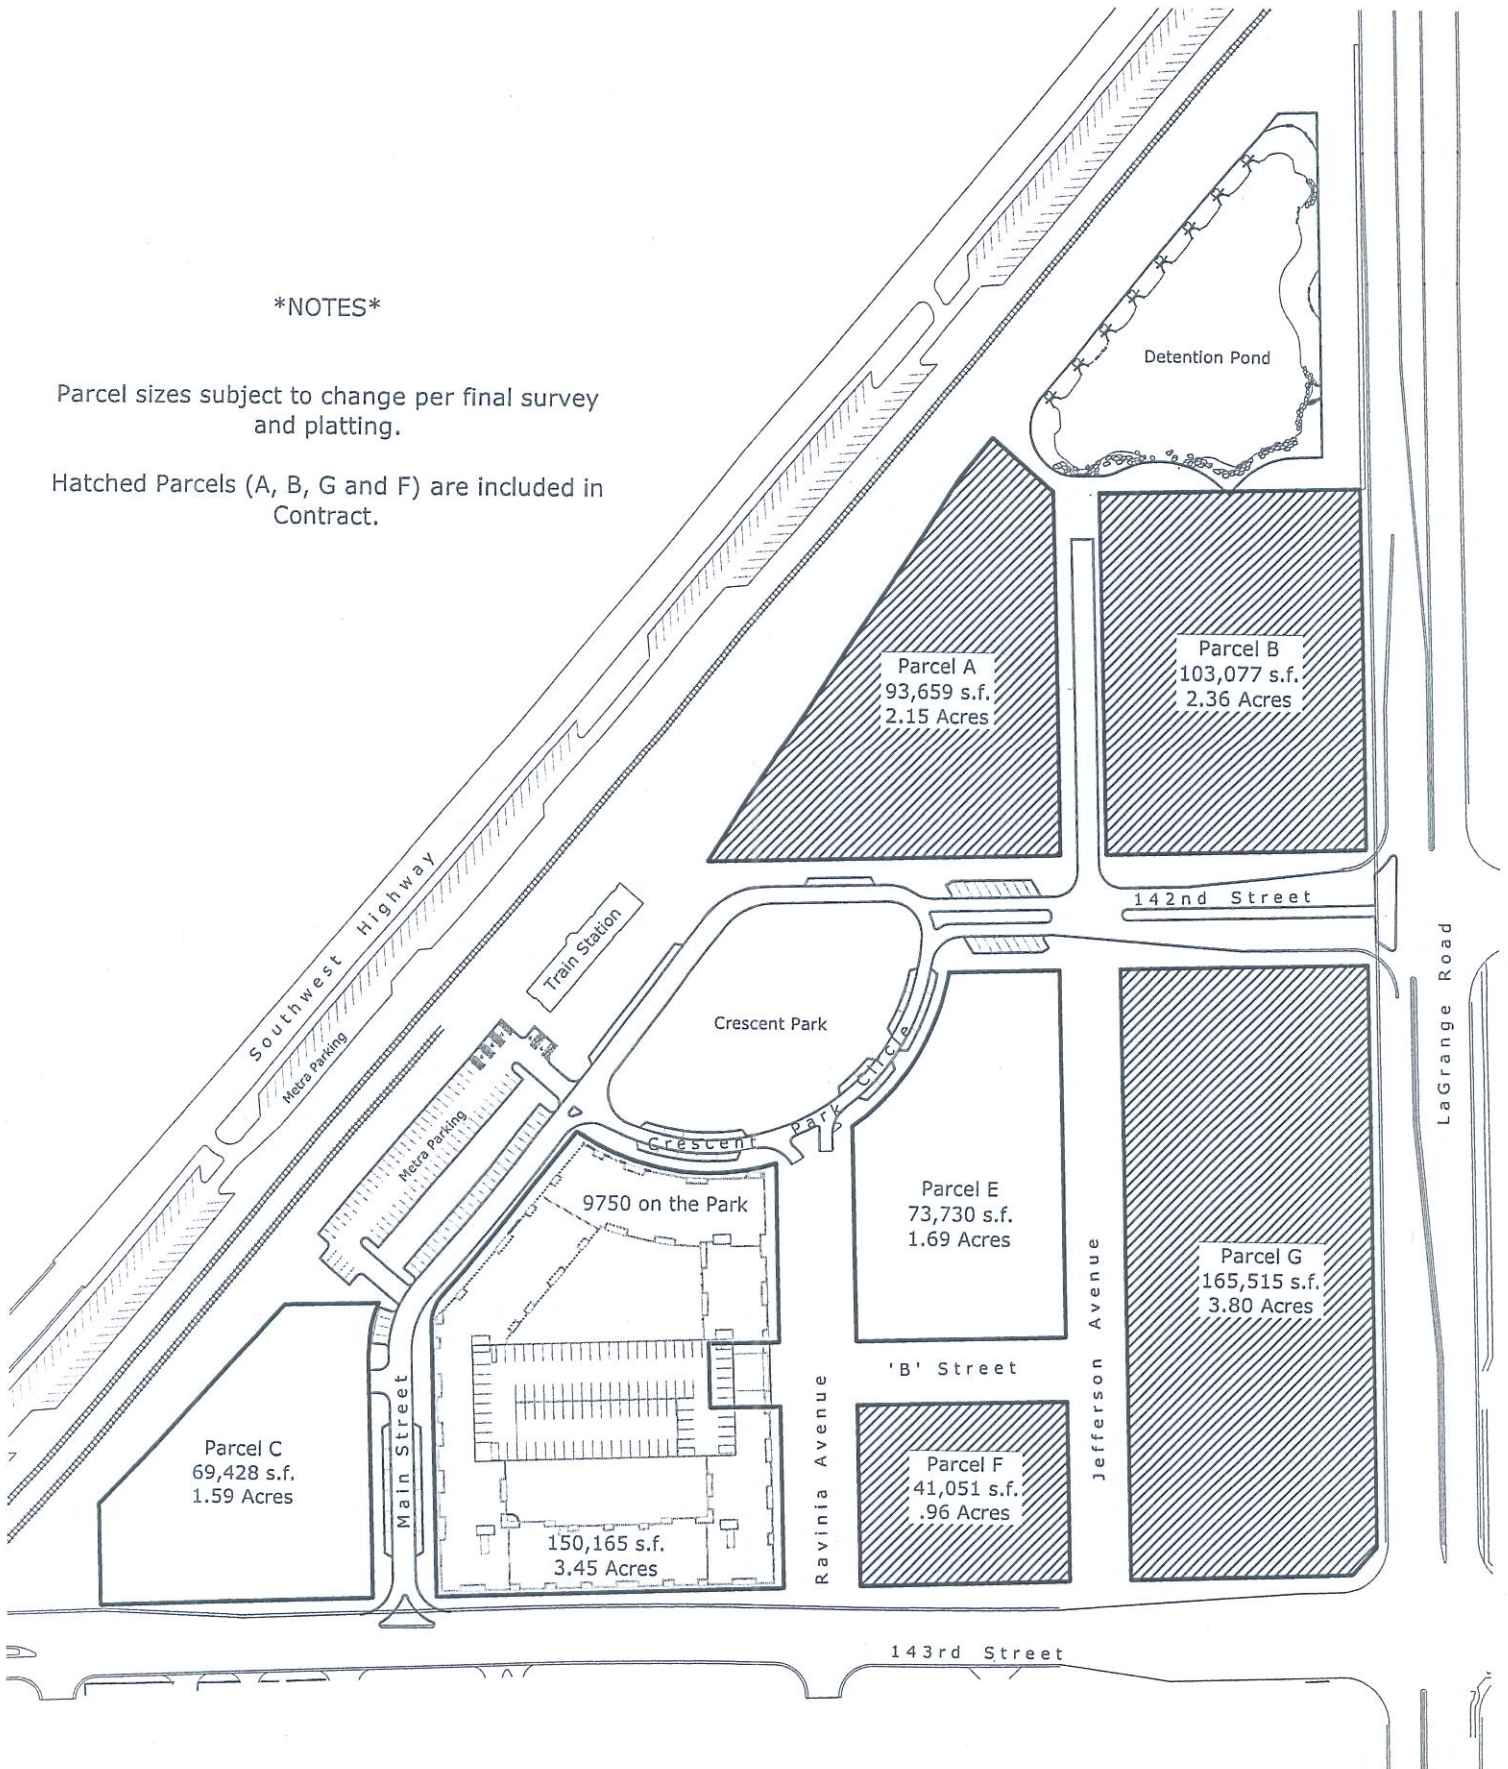 *NOTES*
Parcel sizes subject to change per final survey
and platting.
Hatched Parcels (A, B, G and F) are included in
Contract.
Detention Pond
Parcel A
93,659 s.f.
2.15 Acres
Parcel B
103,077 s.f.
2.36 Acres
Southwest Highway
Metra Parking
Train Station
142nd Street
LaGrange Road
Crescent Park
Crescent Park Circle
Metra Parking
9750 on the Park
150,165 s.f.
3.45 Acres
Parcel E
73,730 s.f.
1.69 Acres
Parcel G
165,515 s.f.
3.80 Acres
Jefferson Avenue
'B' Street
Ravinia Avenue
Main Street
Parcel C
69,428 s.f.
1.59 Acres
Parcel F
41,051 s.f.
.96 Acres
143rd Street